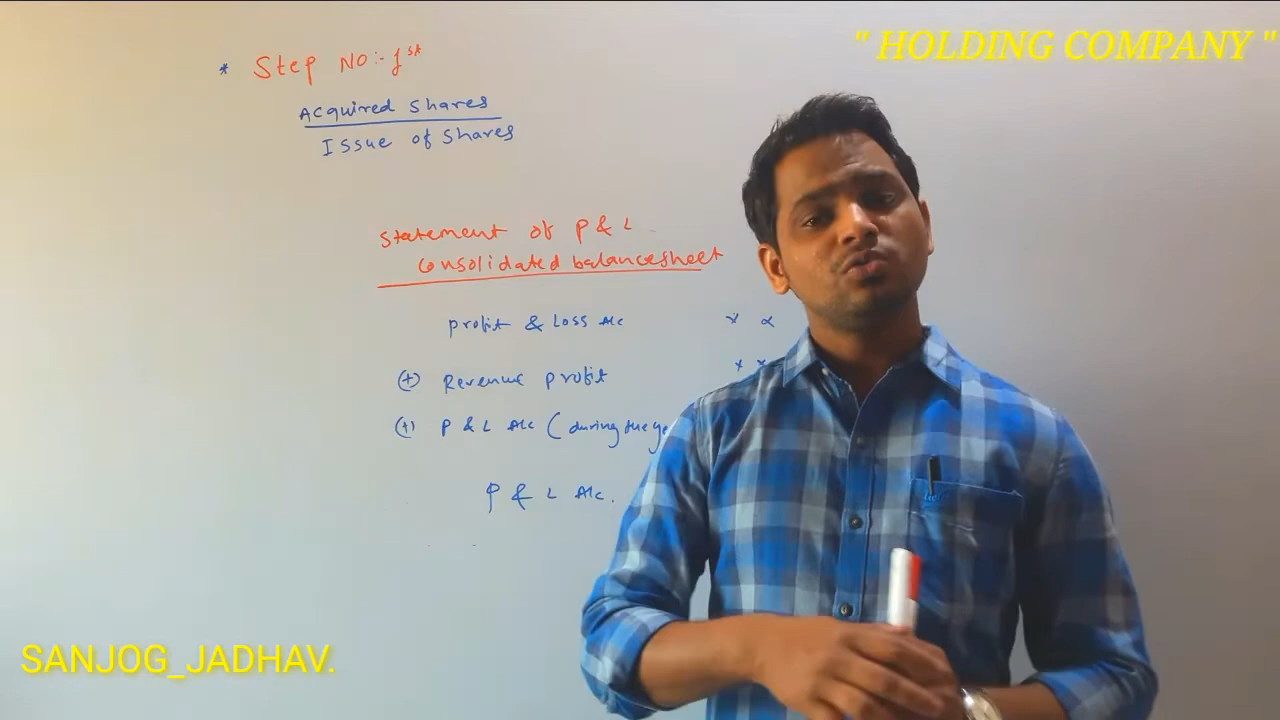 " HOLDING COMPANY "
* Step NO:- 1st
Acquired shares
Issue of shares
Statement of P & L
Consolidated balancesheet
profit & Loss A/c x x
(+) Revenue profit x x
(+) P & L A/c ( during the ye
P & L A/c.
SANJOG_JADHAV.